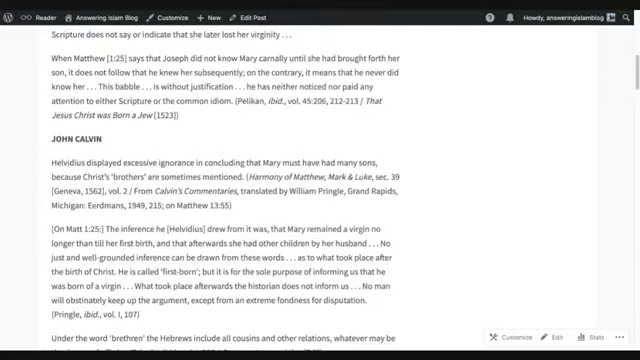 Reader Answering Islam Blog Customize + New Edit Post Howdy, answeringislamblog
Scripture does not say or indicate that she later lost her virginity . . .
When Matthew [1:25] says that Joseph did not know Mary carnally until she had brought forth her
son, it does not follow that he knew her subsequently; on the contrary, it means that he never did
know her . . . This babble . . . is without justification . . . he has neither noticed nor paid any
attention to either Scripture or the common idiom. (Pelikan, ibid., vol. 45:206, 212-213 / That
Jesus Christ was Born a Jew [1523])
JOHN CALVIN
Helvidius displayed excessive ignorance in concluding that Mary must have had many sons,
because Christ's 'brothers' are sometimes mentioned. (Harmony of Matthew, Mark & Luke, sec. 39
[Geneva, 1562], vol. 2 / From Calvin's Commentaries, translated by William Pringle, Grand Rapids,
Michigan: Eerdmans, 1949, 215; on Matthew 13:55)
[On Matt 1:25:] The inference he [Helvidius] drew from it was, that Mary remained a virgin no
longer than till her first birth, and that afterwards she had other children by her husband . . . No
just and well-grounded inference can be drawn from these words . . . as to what took place after
the birth of Christ. He is called 'first-born'; but it is for the sole purpose of informing us that he
was born of a virgin . . . What took place afterwards the historian does not inform us . . . No man
will obstinately keep up the argument, except from an extreme fondness for disputation.
(Pringle, ibid., vol. I, 107)
Under the word 'brethren' the Hebrews include all cousins and other relations, whatever may be
Customize Edit Stats ...